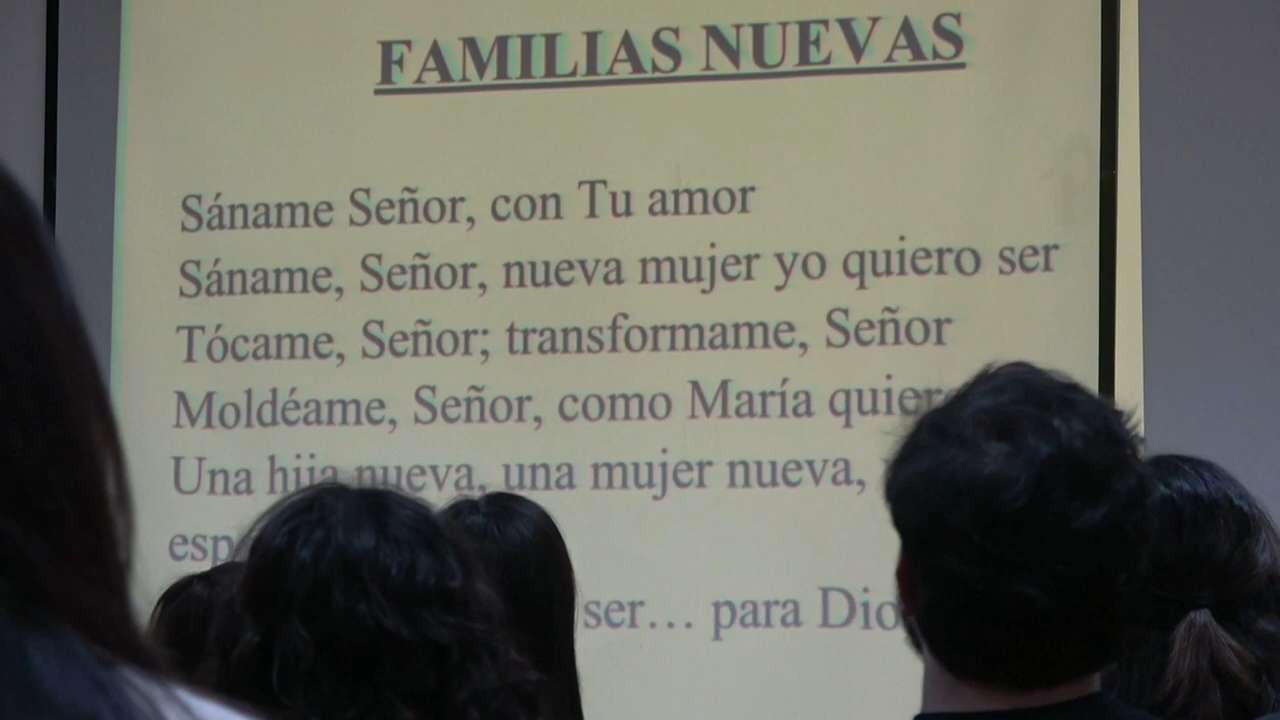 FAMILIAS NUEVAS
Sáname Señor, con Tu amor
Sáname, Señor, nueva mujer yo quiero ser
Tócame, Señor; transformame, Señor
Moldéame, Señor, como María
Una hija nueva, una mujer nueva,
ser... para